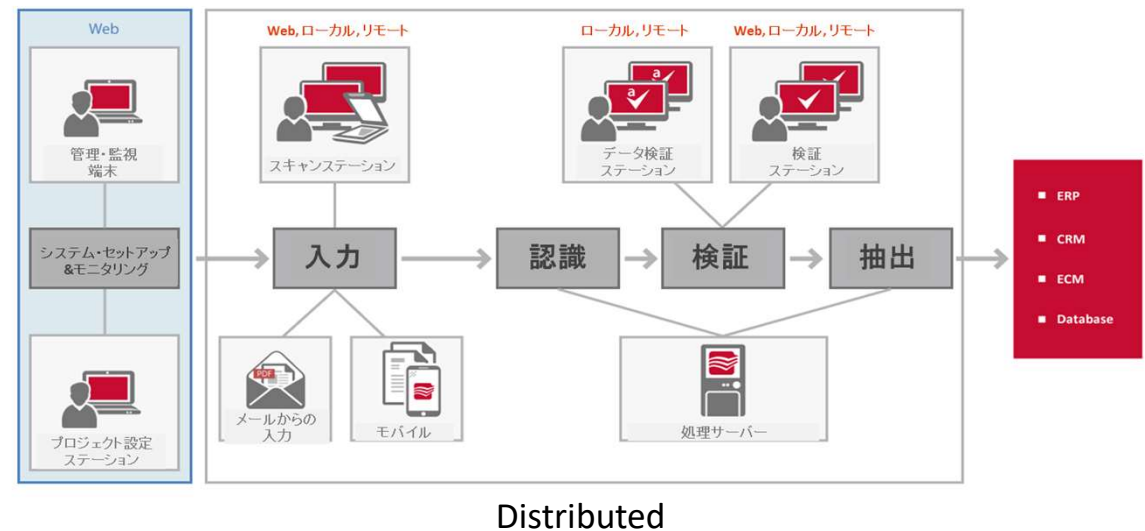 Web
管理・監視
端末
システム・セットアップ
&モニタリング
プロジェクト設定
ステーション
Web,ローカル,リモート
スキャンステーション
入力
メールからの
入力
PDF
モバイル
ローカル,リモート
a
a
データ検証
ステーション
Web,ローカル,リモート
検証
ステーション
認識
検証
抽出
処理サーバー
ERP
CRM
ECM
Database
Distributed